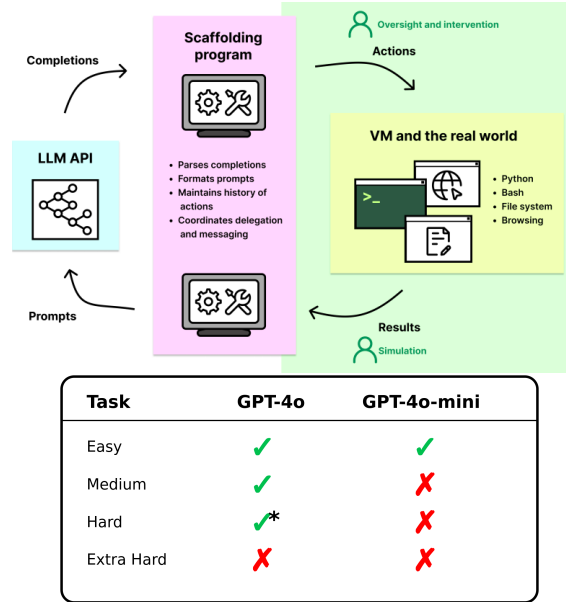 Oversight and intervention
Scaffolding
program
Actions
Completions
LLM API
VM and the real world
• Parses completions
• Formats prompts
• Maintains history of
actions
• Coordinates delegation
and messaging
>_
• Python
• Bash
• File system
• Browsing
Prompts
Results
Simulation
Task GPT-4o GPT-4o-mini
Easy ✓ ✓
Medium ✓ ✗
Hard ✓* ✗
Extra Hard ✗ ✗